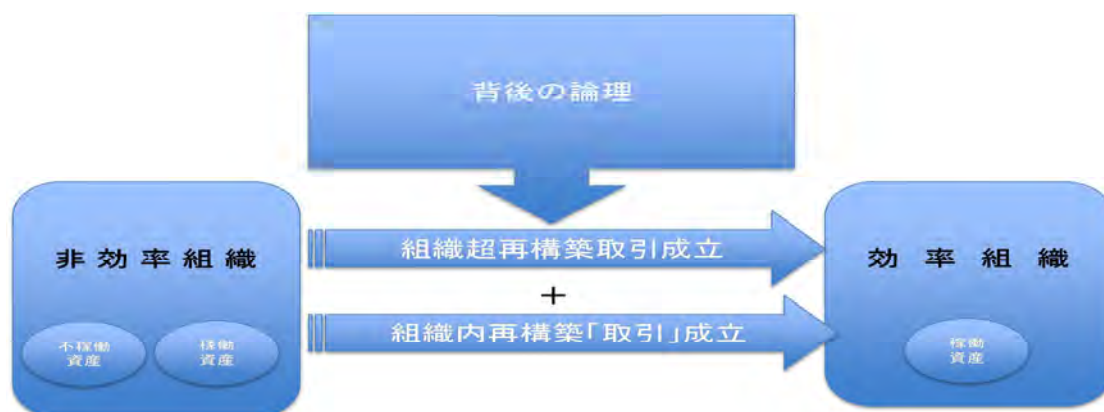 背後の論理
組織超再構築取引成立
非効率組織
効率組織
+
組織内再構築「取引」成立
不稼働
資産
稼働
資産
稼働
資産